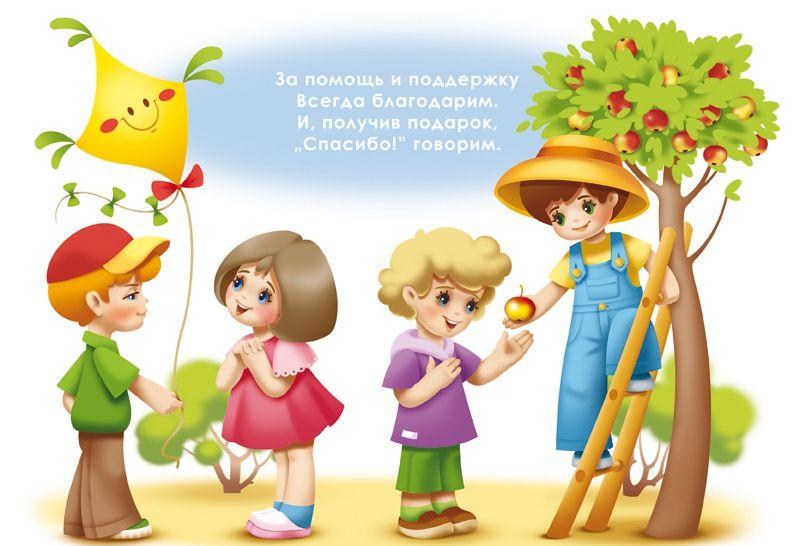 За помощь и поддержку
Всегда благодарим.
И, получив подарок,
„Спасибо!” говорим.